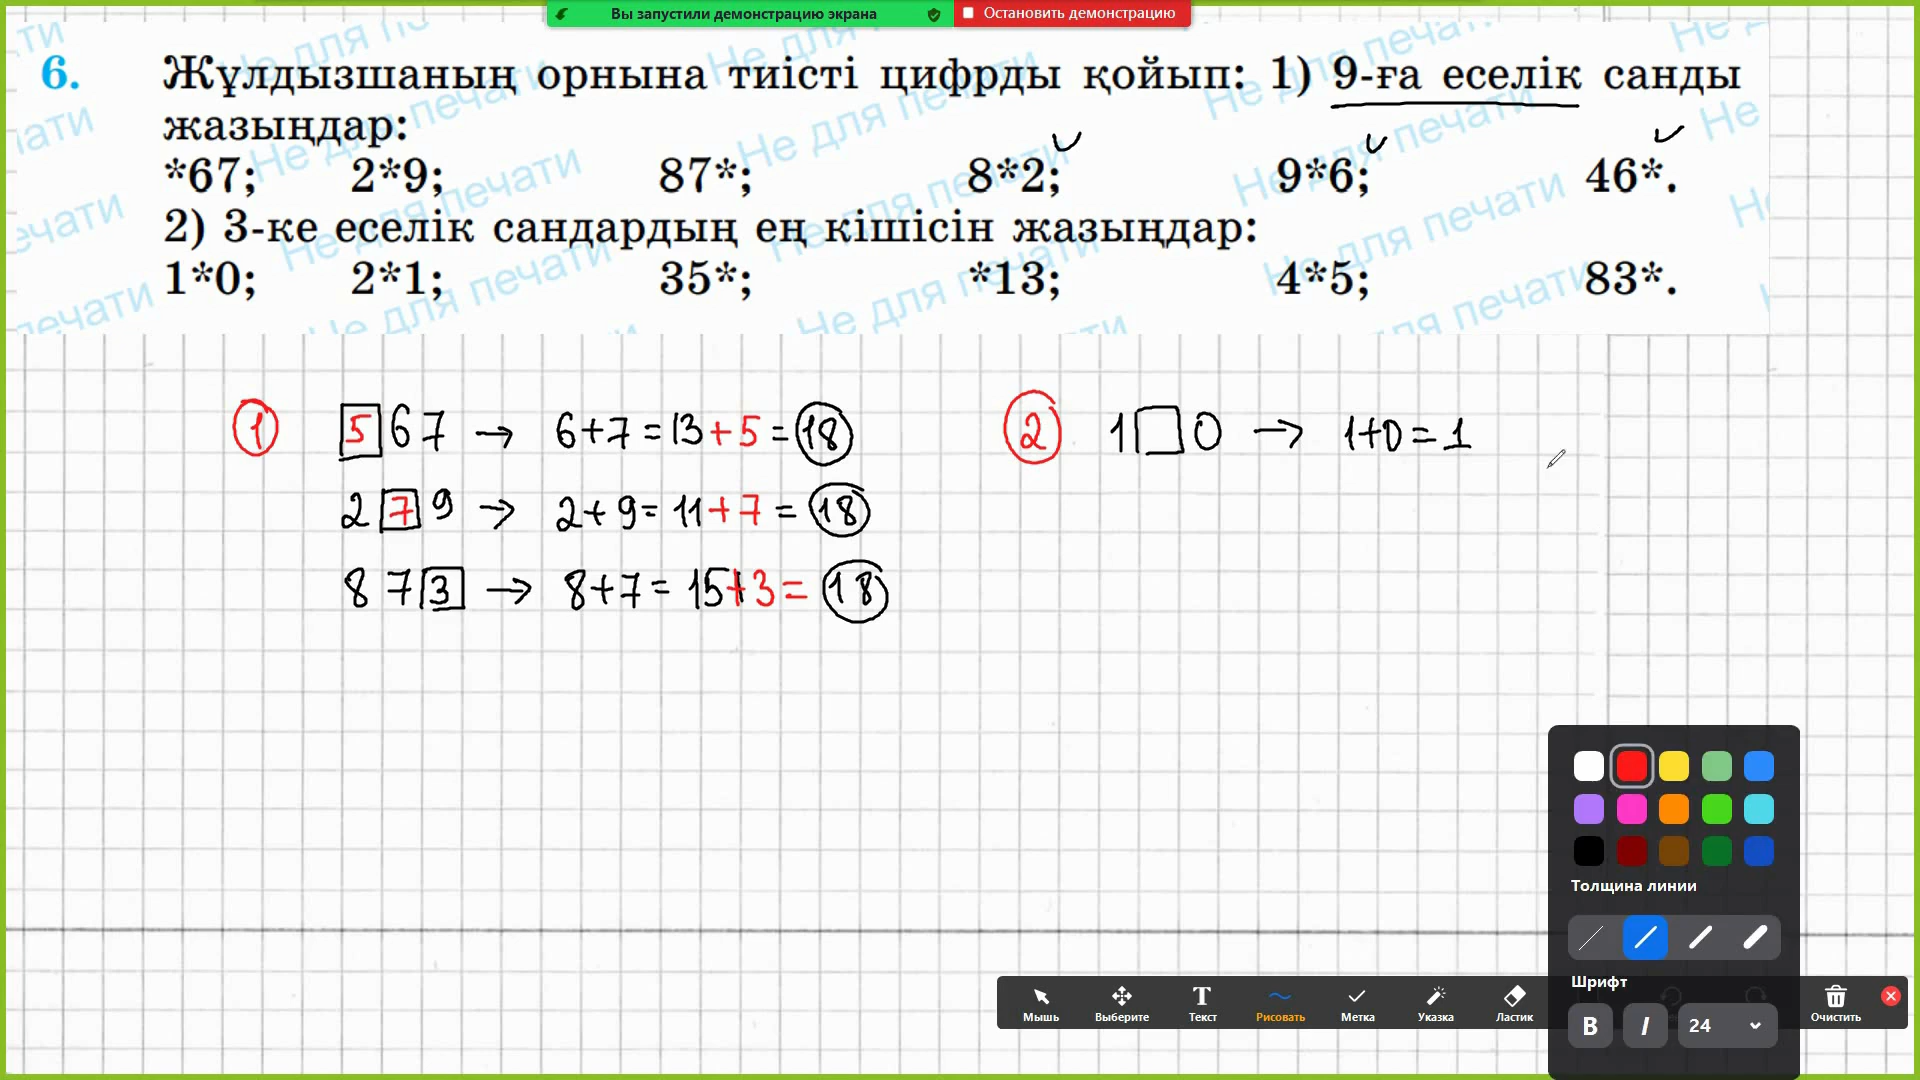 Вы запустили демонстрацию экрана Остановить демонстрацию
6. Жұлдызшаның орнына тиісті цифрды қойып: 1) 9-ға еселік санды
жазыңдар:
*67; 2*9; 87*; 8*2; 9*6; 46*.
2) 3-ке еселік сандардың ең кішісін жазыңдар:
1*0; 2*1; 35*; *13; 4*5; 83*.
Не для печати
1 567 → 6+7=13+5=18
279 → 2+9=11+7=18
873 → 8+7=15+3=18
2 1□0 → 1+0=1
Толщина линии
Шрифт
B I 24
Мышь Выберите Текст Рисовать Метка Указка Ластик Очистить